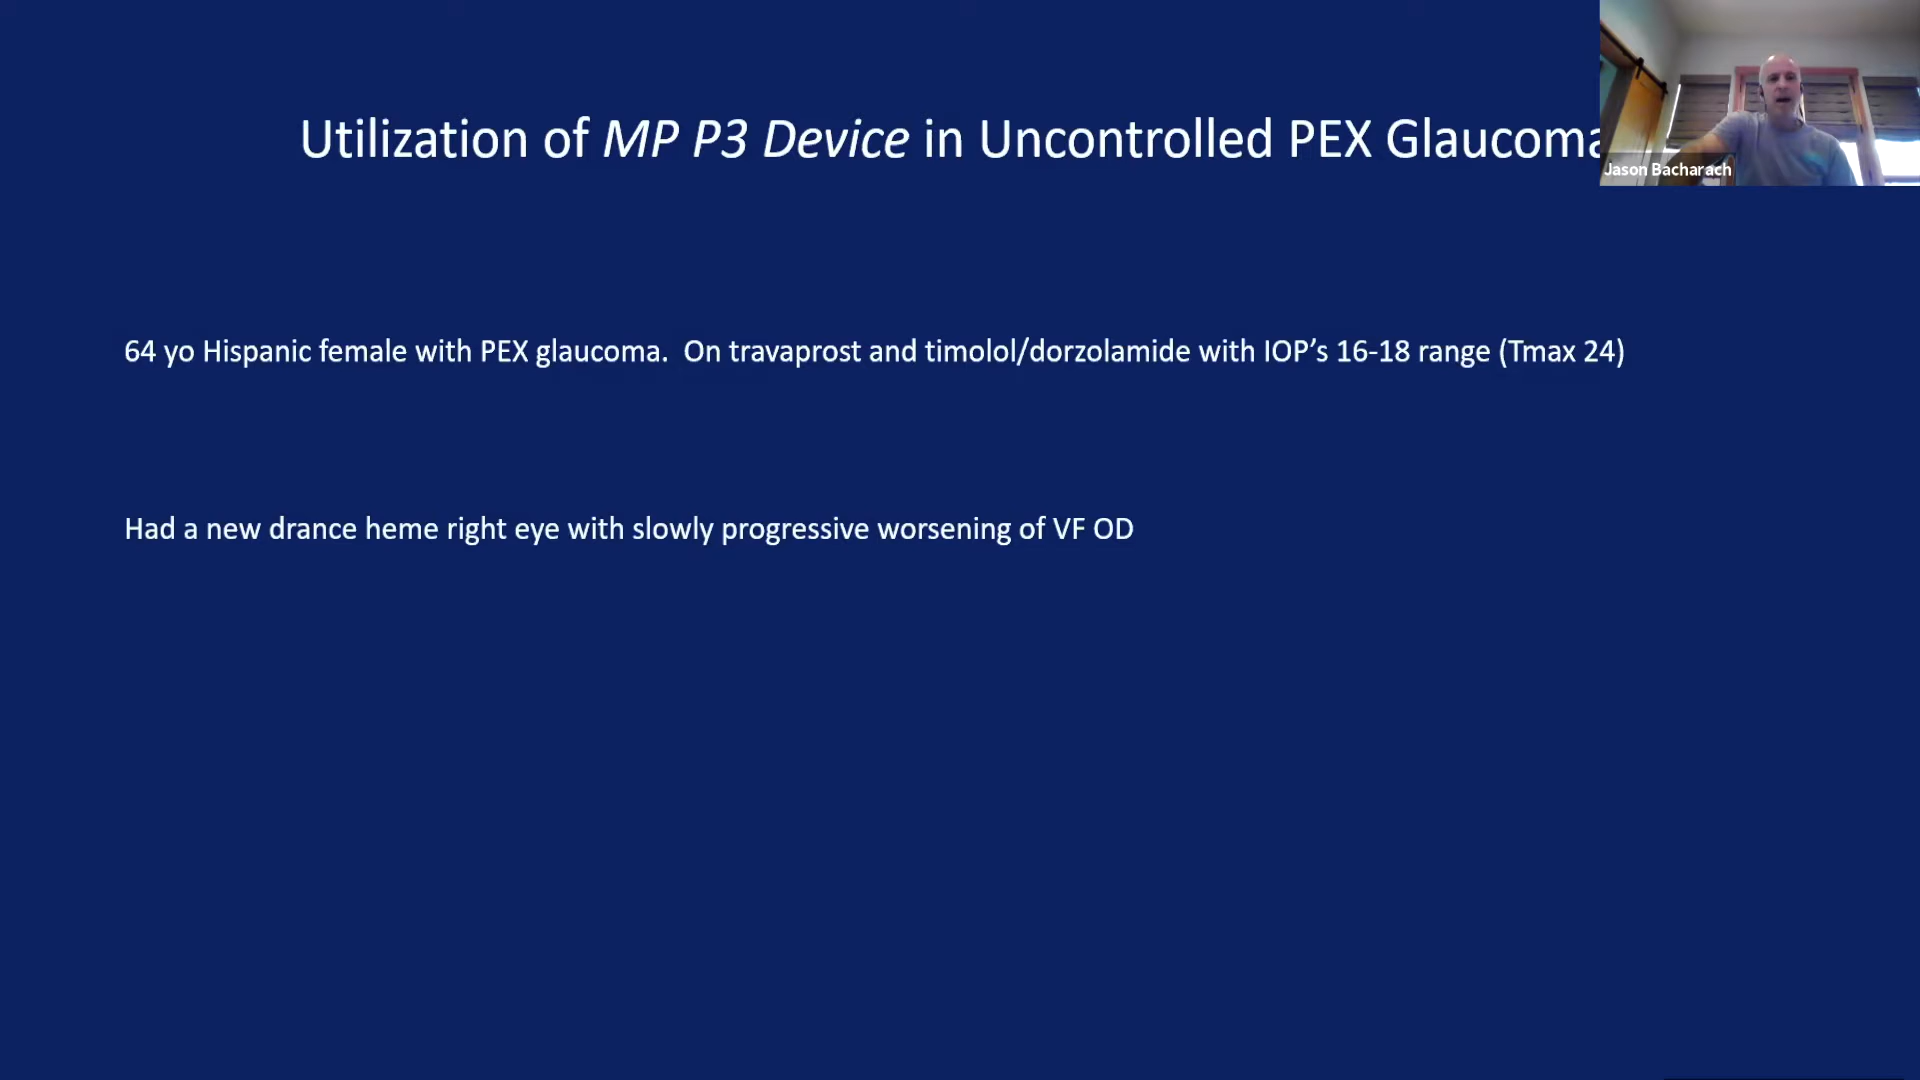 Utilization of MP P3 Device in Uncontrolled PEX Glaucoma
Jason Bacharach
64 yo Hispanic female with PEX glaucoma.  On travaprost and timolol/dorzolamide with IOP’s 16-18 range (Tmax 24)
Had a new drance heme right eye with slowly progressive worsening of VF OD